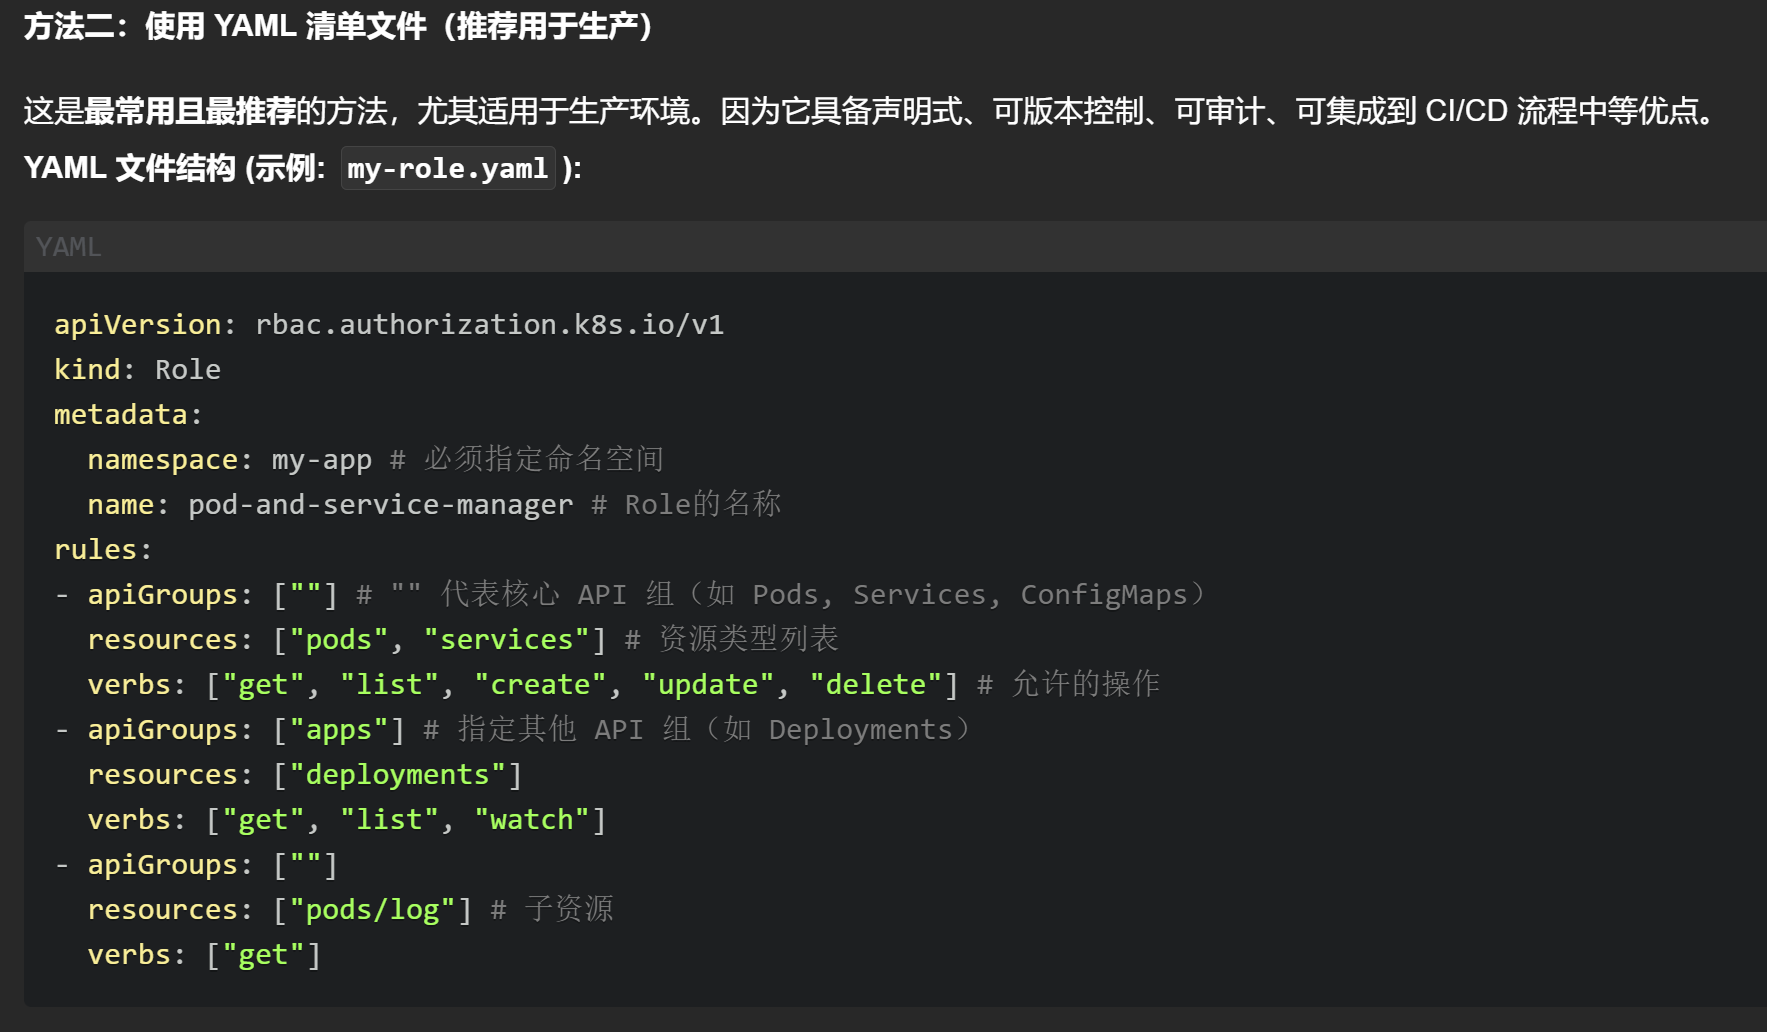 方法二：使用 YAML 清单文件（推荐用于生产）
这是最常用且最推荐的方法，尤其适用于生产环境。因为它具备声明式、可版本控制、可审计、可集成到 CI/CD 流程中等优点。
YAML 文件结构 (示例: my-role.yaml ):
YAML
apiVersion: rbac.authorization.k8s.io/v1
kind: Role
metadata:
  namespace: my-app # 必须指定命名空间
  name: pod-and-service-manager # Role的名称
rules:
- apiGroups: [""] # "" 代表核心 API 组（如 Pods, Services, ConfigMaps）
  resources: ["pods", "services"] # 资源类型列表
  verbs: ["get", "list", "create", "update", "delete"] # 允许的操作
- apiGroups: ["apps"] # 指定其他 API 组（如 Deployments）
  resources: ["deployments"]
  verbs: ["get", "list", "watch"]
- apiGroups: [""]
  resources: ["pods/log"] # 子资源
  verbs: ["get"]